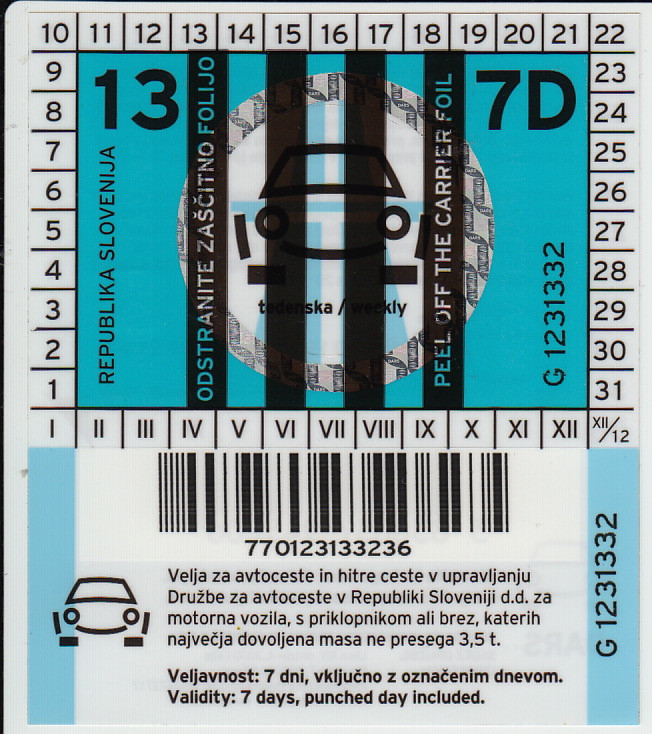 10 11 12 13 14 15 16 17 18 19 20 21 22
9 23
8 24
7 25
6 26
5 27
4 28
3 29
2 30
1 31
13 7D
REPUBLIKA SLOVENIJA
ODSTRANITE ZAŠČITNO FOLIJO
PEEL OFF THE CARRIER FOIL
G 1231332
tedenska / weekly
DARS
I II III IV V VI VII VIII IX X XI XII XII/12
770123133236
Velja za avtoceste in hitre ceste v upravljanju
Družbe za avtoceste v Republiki Sloveniji d.d. za
motorna vozila, s priklopnikom ali brez, katerih
največja dovoljena masa ne presega 3,5 t.
Veljavnost: 7 dni, vključno z označenim dnevom.
Validity: 7 days, punched day included.
G 1231332